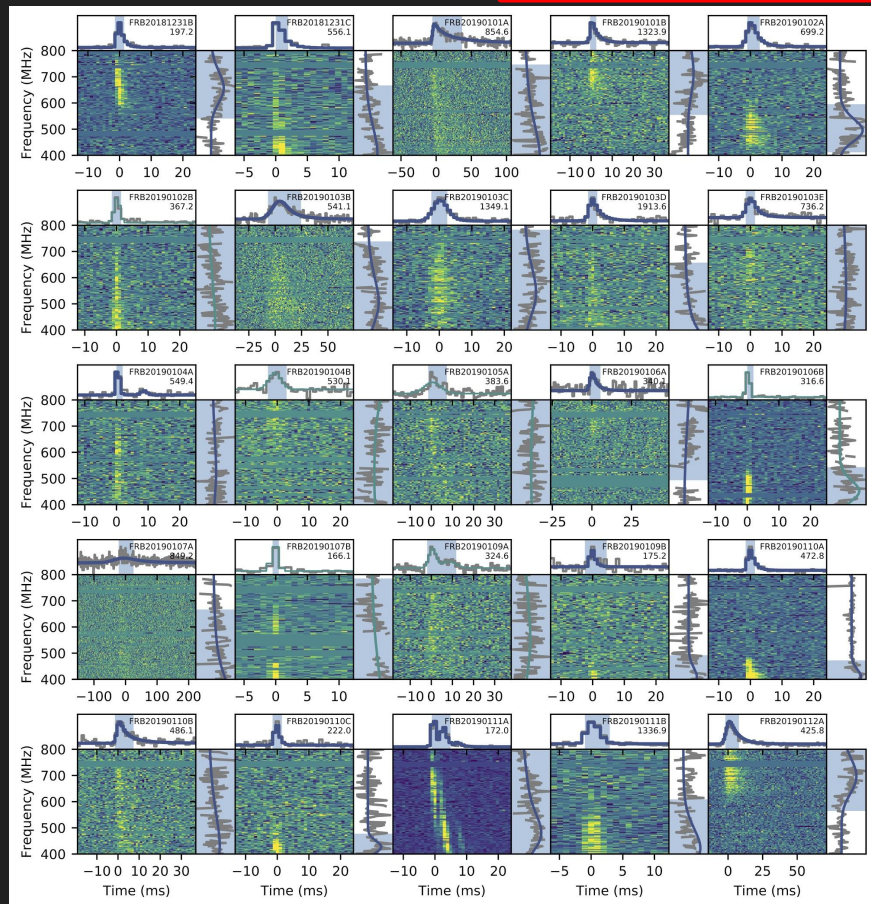 FRB20181231B FRB20181231C FRB20190101A FRB20190101B FRB20190102A
197.2 556.1 854.6 1323.9 699.2
Frequency (MHz)
800
700
600
500
400
−10 0 10 20 −10 −5 0 5 10 −50 0 50 100 −10 0 10 20 30 −10 0 10 20
FRB20190102B FRB20190103B FRB20190103C FRB20190103D FRB20190103E
367.2 541.1 1349.1 1913.6 736.2
Frequency (MHz)
800
700
600
500
400
−10 0 10 20 −25 0 25 50 −10 0 10 20 −10 0 10 20 −10 0 10 20
FRB20190104A FRB20190104B FRB20190105A FRB20190106A FRB20190106B
549.4 530.1 383.6 340.1 316.6
Frequency (MHz)
800
700
600
500
400
−10 0 10 20 −10 0 10 20 −10 0 10 20 30 −25 0 25 −10 0 10 20
FRB20190107A FRB20190107B FRB20190109A FRB20190109B FRB20190110A
849.2 166.1 324.6 175.2 472.8
Frequency (MHz)
800
700
600
500
400
−100 0 100 200 −10 −5 0 5 10 −10 0 10 20 30 −10 0 10 20 −10 0 10 20
FRB20190110B FRB20190110C FRB20190111A FRB20190111B FRB20190112A
486.1 222.0 172.0 1336.9 425.8
Frequency (MHz)
800
700
600
500
400
−10 0 10 20 30 −10 0 10 20 −10 0 10 20 −5 0 5 10 0 50
Time (ms) Time (ms) Time (ms) Time (ms) Time (ms)